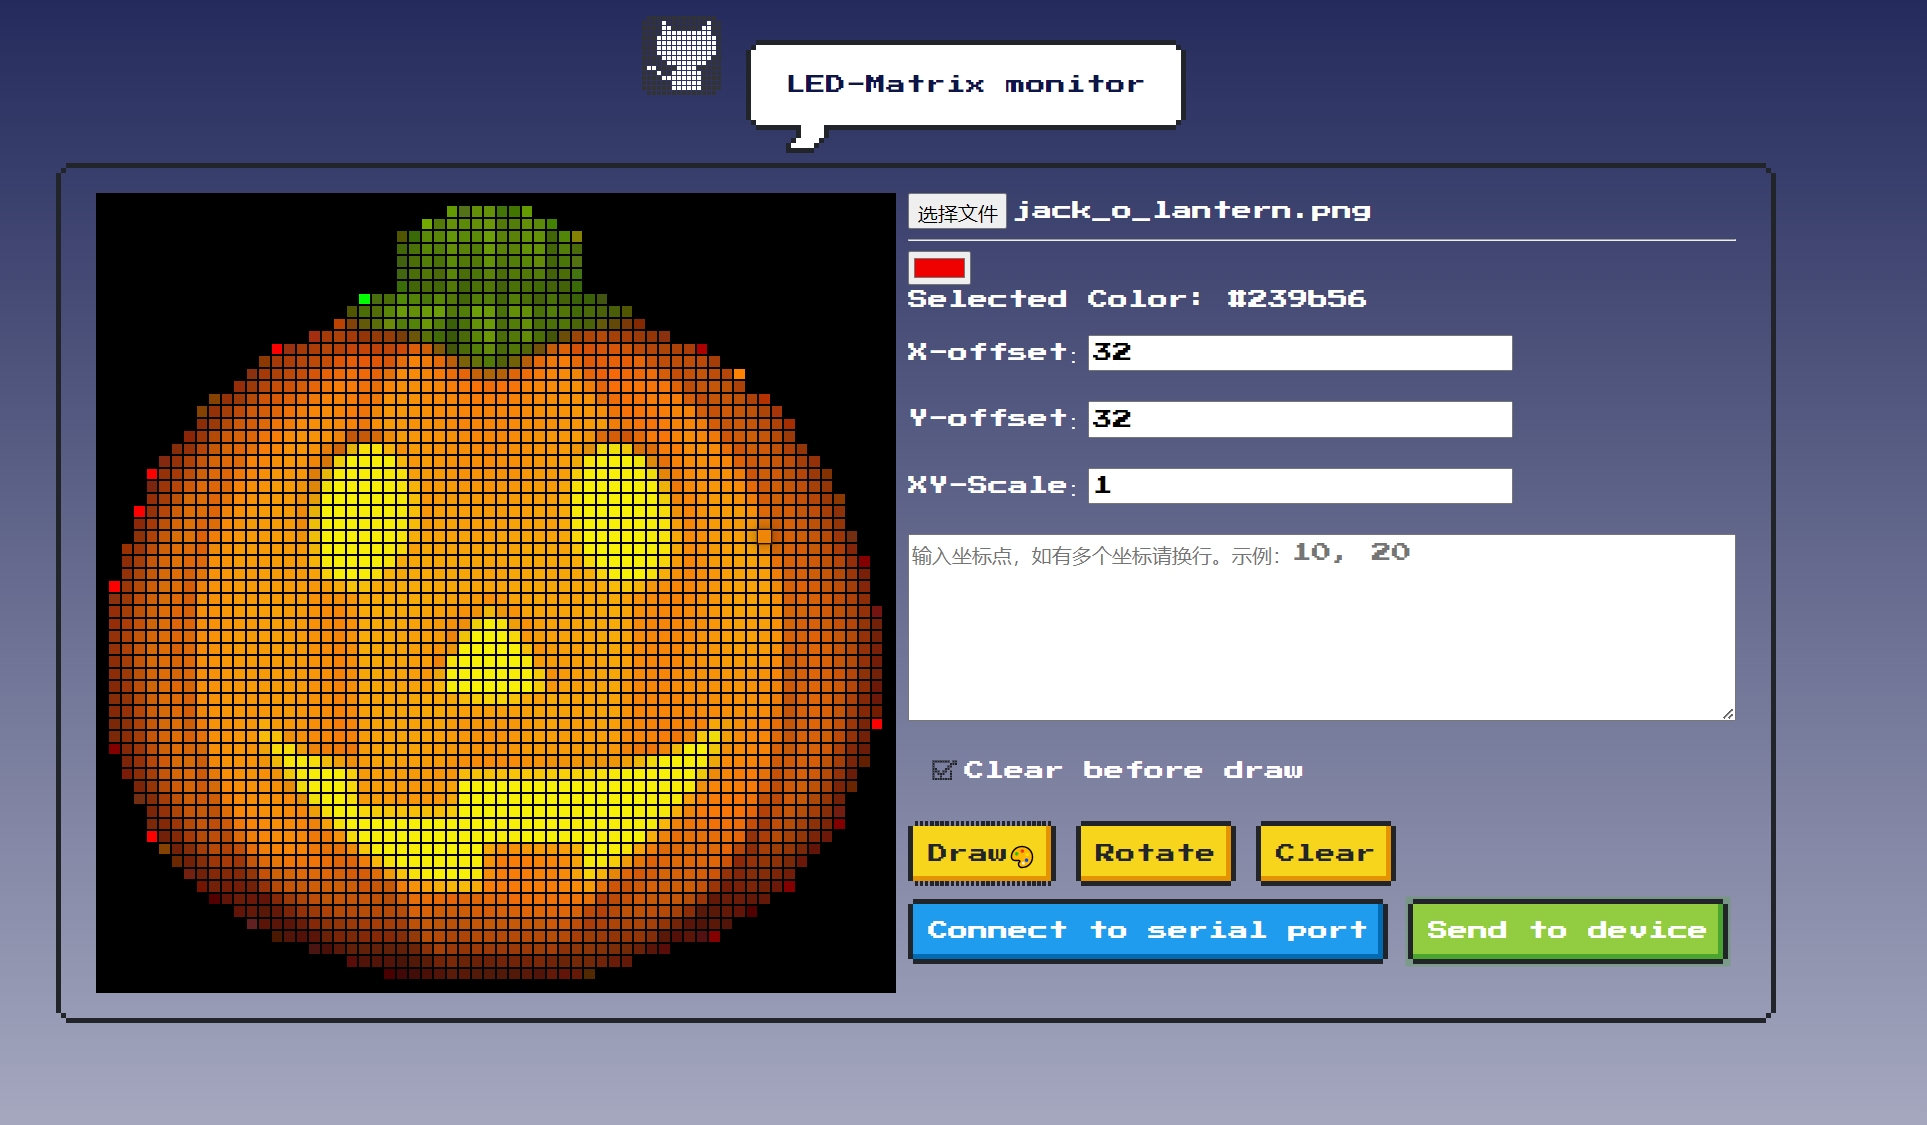 LED-Matrix monitor
选择文件 jack_o_lantern.png
Selected Color: #239b56
X-offset: 32
Y-offset: 32
XY-Scale: 1
输入坐标点，如有多个坐标请换行。示例：10, 20
Clear before draw
Draw🎨 Rotate Clear
Connect to serial port Send to device